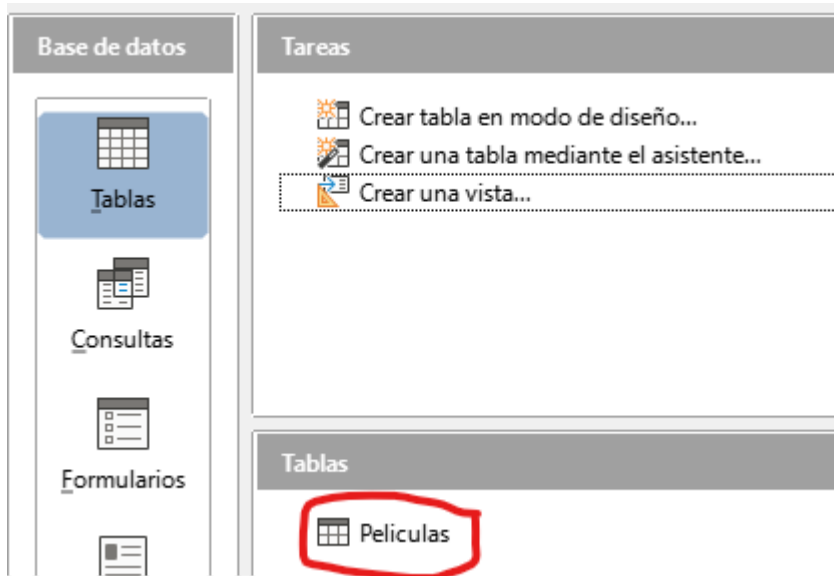 Base de datos
Tablas
Consultas
Formularios
Tareas
Crear tabla en modo de diseño...
Crear una tabla mediante el asistente...
Crear una vista...
Tablas
Peliculas